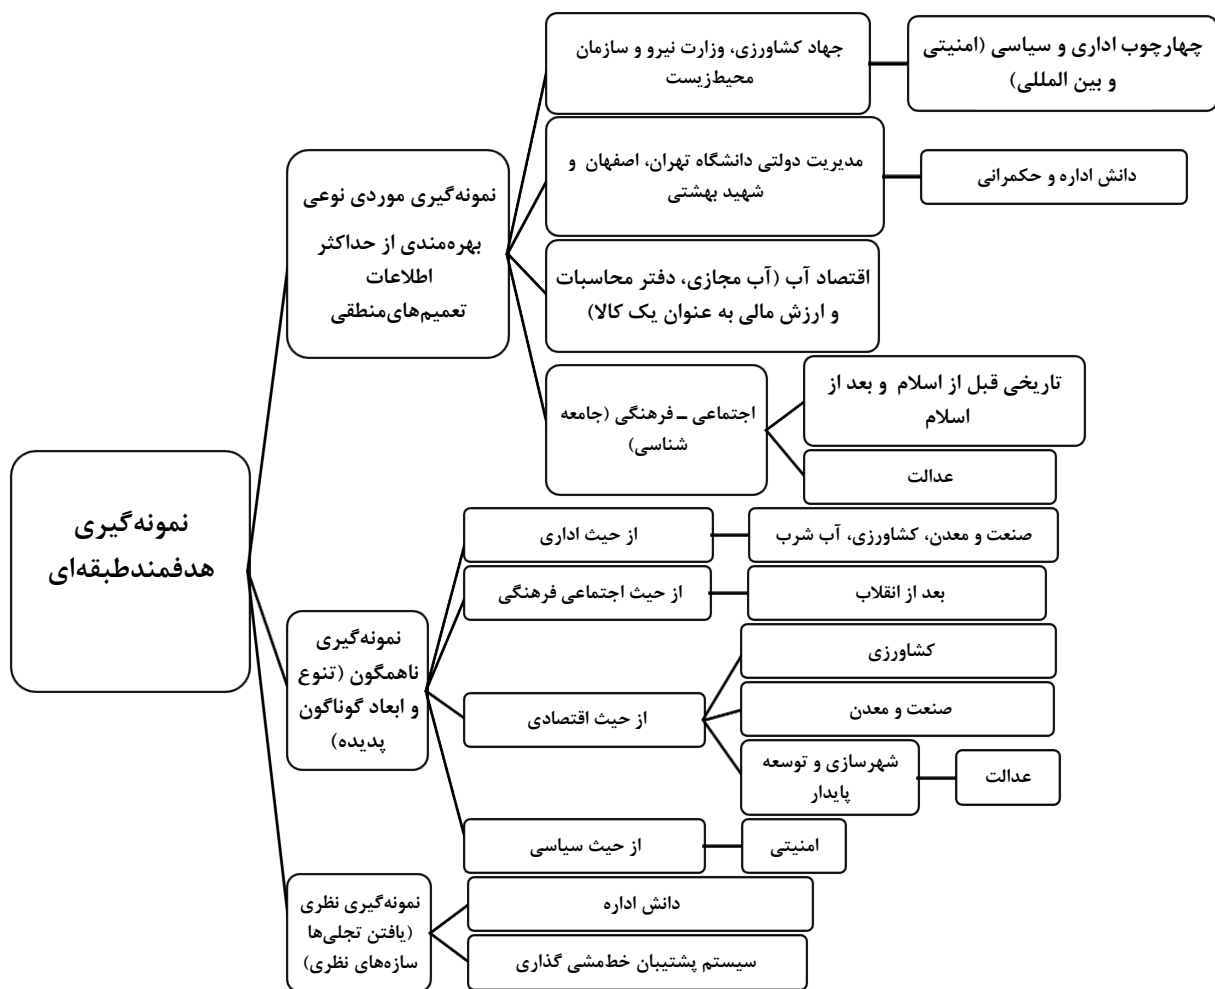 نمونه‌گیری
هدفمندطبقه‌ای
نمونه‌گیری موردی نوعی
بهره‌مندی از حداکثر
اطلاعات
تعمیم‌های‌منطقی
جهاد کشاورزی، وزارت نیرو و سازمان
محیط‌زیست
چهارچوب اداری و سیاسی (امنیتی
و بین المللی)
مدیریت دولتی دانشگاه تهران، اصفهان و
شهید بهشتی
دانش اداره و حکمرانی
اقتصاد آب (آب مجازی، دفتر محاسبات
و ارزش مالی به عنوان یک کالا)
اجتماعی ـ فرهنگی (جامعه
شناسی)
تاریخی قبل از اسلام و بعد از
اسلام
عدالت
نمونه‌گیری
ناهمگون (تنوع
و ابعاد گوناگون
پدیده)
از حیث اداری
صنعت و معدن، کشاورزی، آب شرب
از حیث اجتماعی فرهنگی
بعد از انقلاب
از حیث اقتصادی
کشاورزی
صنعت و معدن
شهرسازی و توسعه
پایدار
عدالت
از حیث سیاسی
امنیتی
نمونه‌گیری نظری
(یافتن تجلی‌ها
سازه‌های نظری)
دانش اداره
سیستم پشتیبان خط‌مشی گذاری